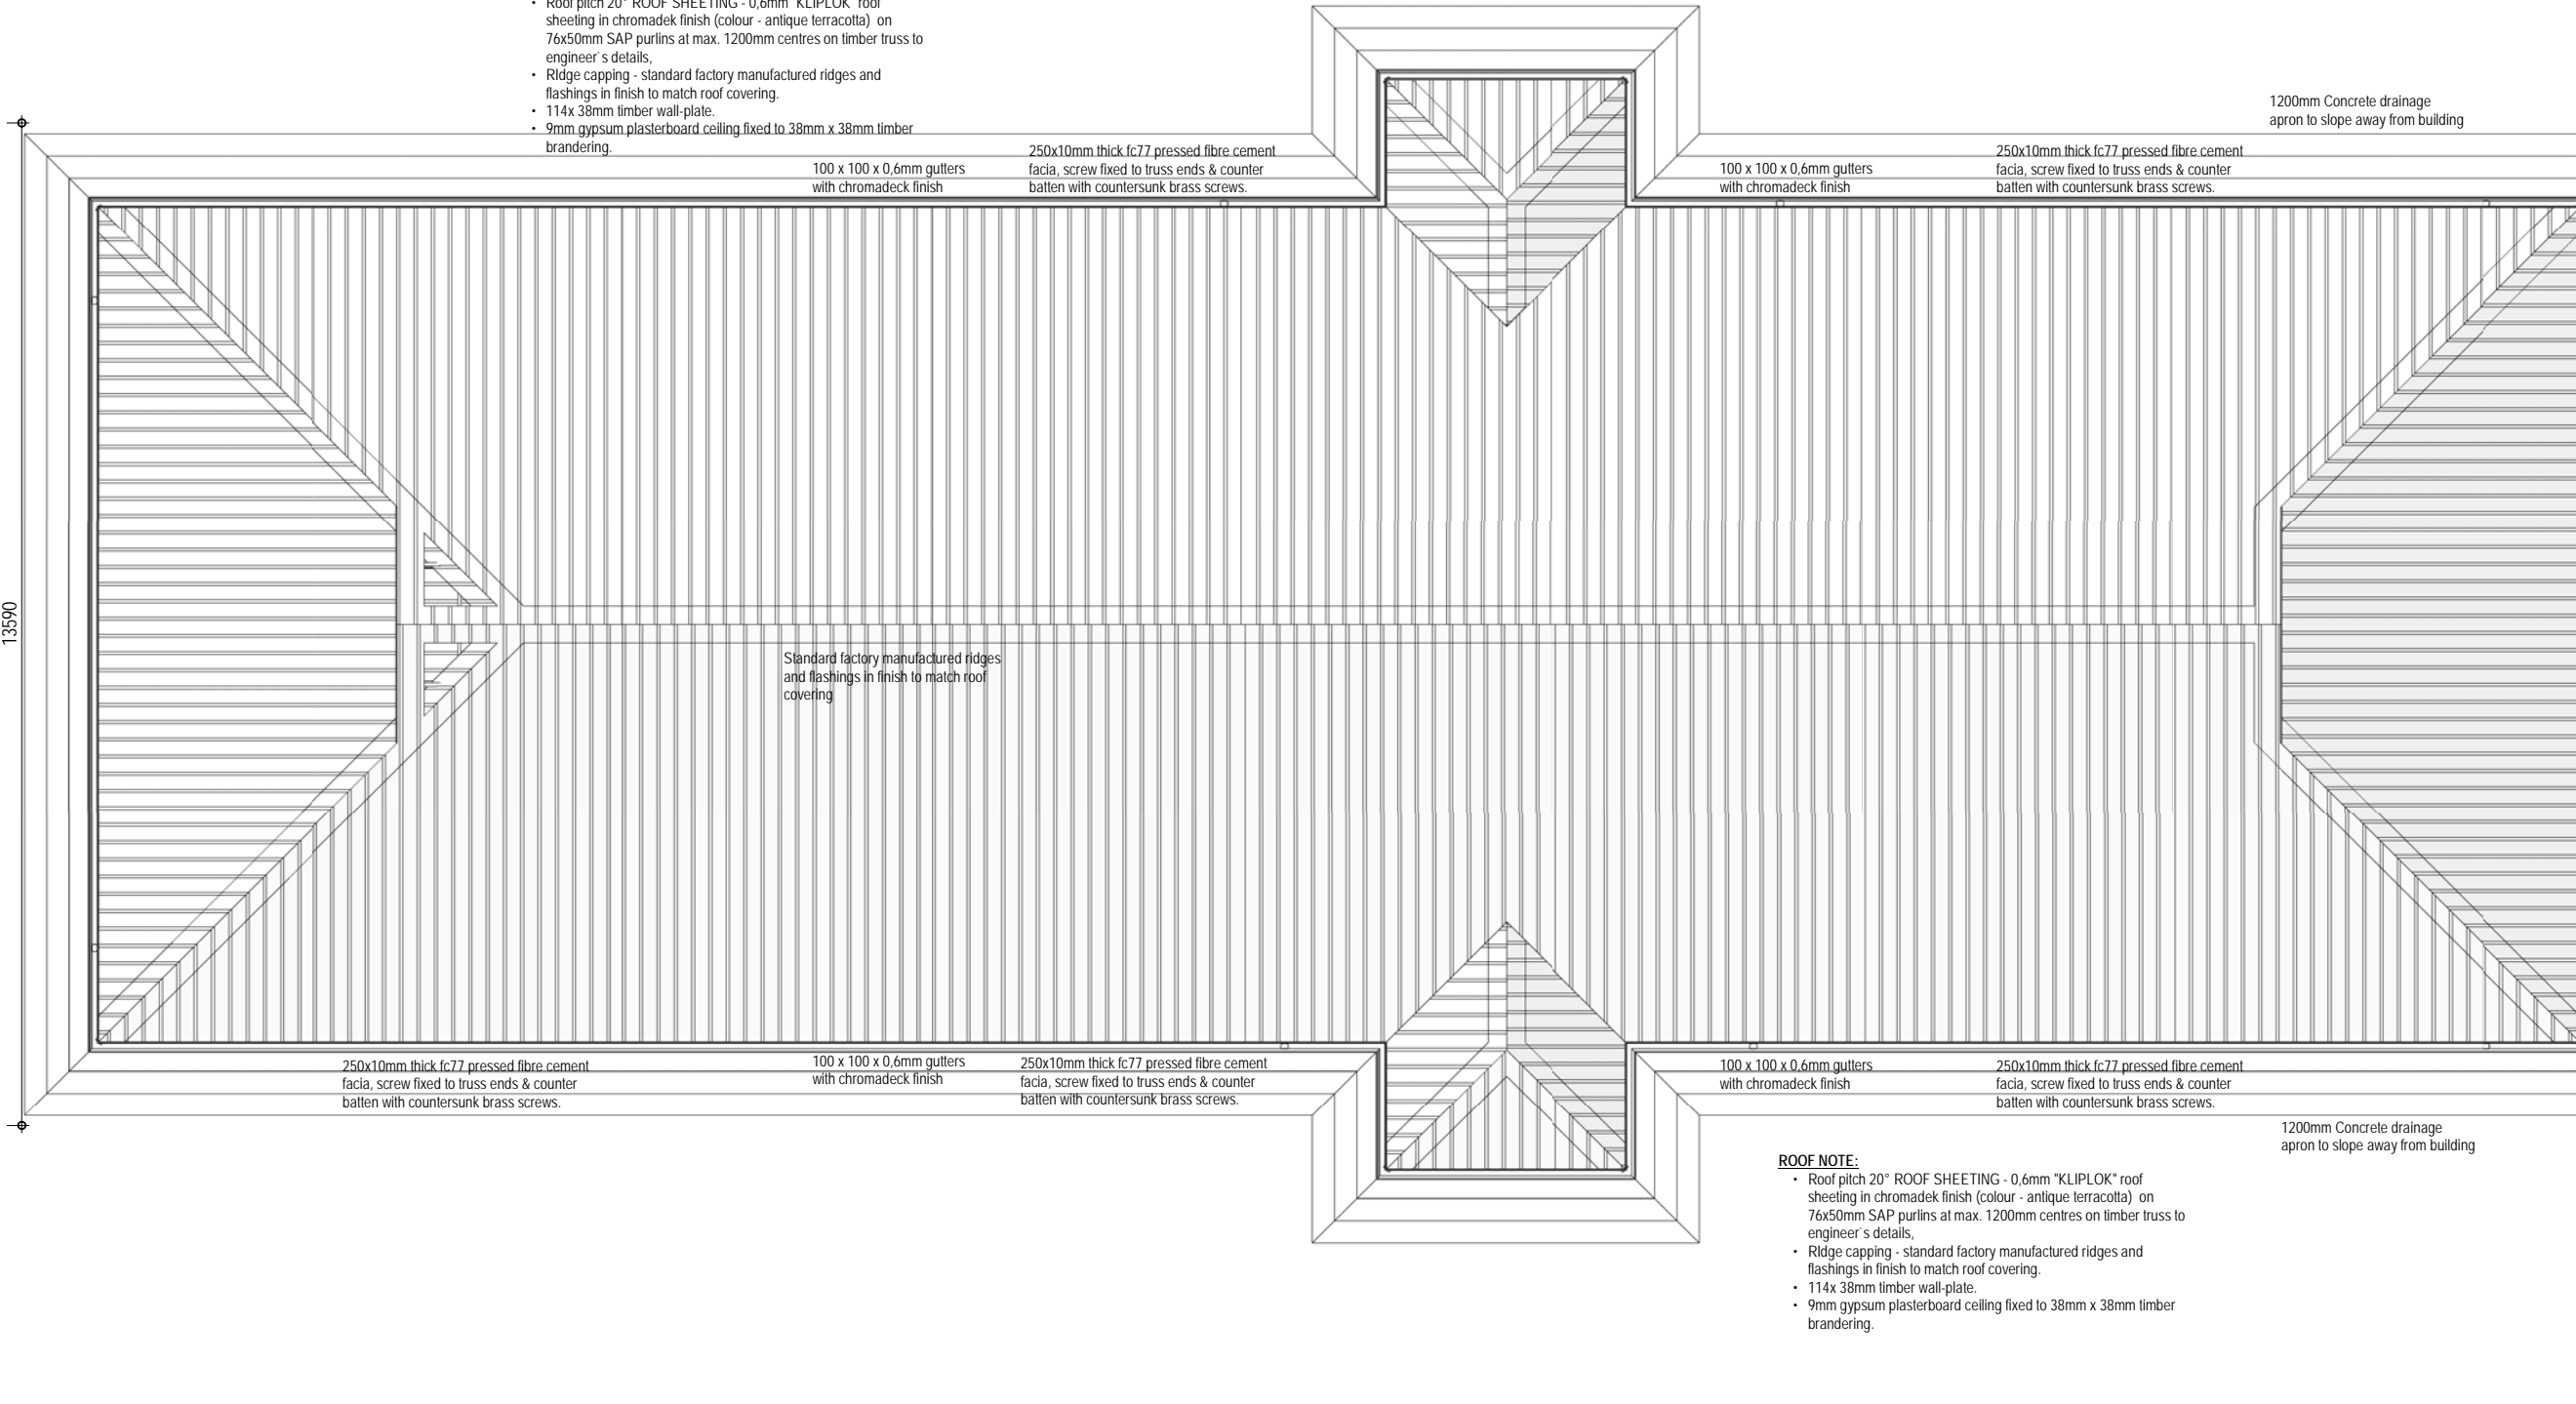 • Roof pitch 20° ROOF SHEETING - 0,6mm "KLIPLOK" roof
sheeting in chromadek finish (colour - antique terracotta) on
76x50mm SAP purlins at max. 1200mm centres on timber truss to
engineer`s details,
• RIdge capping - standard factory manufactured ridges and
flashings in finish to match roof covering.
• 114x 38mm timber wall-plate.
• 9mm gypsum plasterboard ceiling fixed to 38mm x 38mm timber
brandering.
1200mm Concrete drainage
apron to slope away from building
100 x 100 x 0,6mm gutters
with chromadeck finish
250x10mm thick fc77 pressed fibre cement
facia, screw fixed to truss ends & counter
batten with countersunk brass screws.
100 x 100 x 0,6mm gutters
with chromadeck finish
250x10mm thick fc77 pressed fibre cement
facia, screw fixed to truss ends & counter
batten with countersunk brass screws.
13590
Standard factory manufactured ridges
and flashings in finish to match roof
covering
250x10mm thick fc77 pressed fibre cement
facia, screw fixed to truss ends & counter
batten with countersunk brass screws.
100 x 100 x 0,6mm gutters
with chromadeck finish
250x10mm thick fc77 pressed fibre cement
facia, screw fixed to truss ends & counter
batten with countersunk brass screws.
100 x 100 x 0,6mm gutters
with chromadeck finish
250x10mm thick fc77 pressed fibre cement
facia, screw fixed to truss ends & counter
batten with countersunk brass screws.
1200mm Concrete drainage
apron to slope away from building
ROOF NOTE:
• Roof pitch 20° ROOF SHEETING - 0,6mm "KLIPLOK" roof
sheeting in chromadek finish (colour - antique terracotta) on
76x50mm SAP purlins at max. 1200mm centres on timber truss to
engineer`s details,
• RIdge capping - standard factory manufactured ridges and
flashings in finish to match roof covering.
• 114x 38mm timber wall-plate.
• 9mm gypsum plasterboard ceiling fixed to 38mm x 38mm timber
brandering.